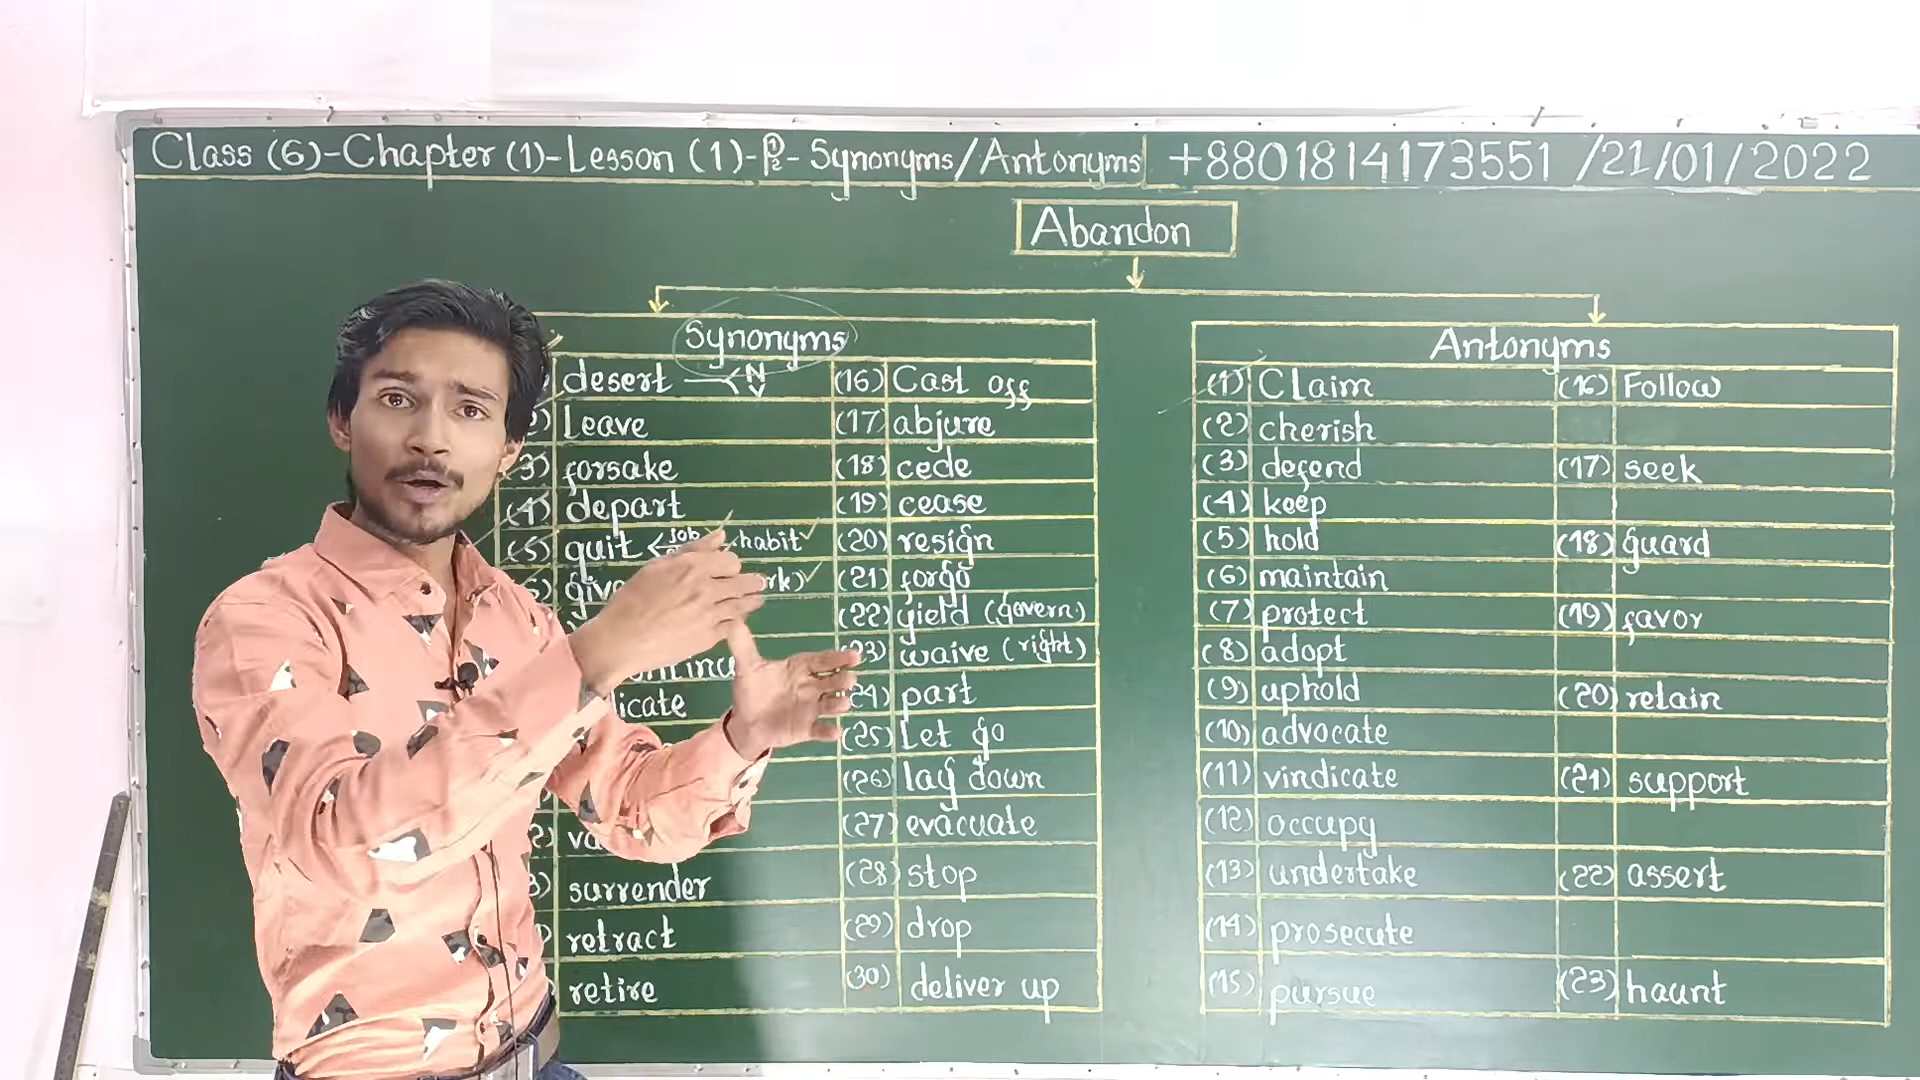 Class (6)-Chapter (1)-Lesson (1)-P 1/2- Synonyms/Antonyms +8801814173551 /21/01/2022
Abandon
Synonyms
desert N V (16) Cast off
Leave (17) abjure
(3) forsake (18) cede
(4) depart (19) cease
(5) quit job habit (20) resign
(21) forgo
(22) yield (govern)
waive (right)
part
(25) Let go
(26) lay down
(27) evacuate
surrender (28) stop
retract (29) drop
retire (30) deliver up
Antonyms
(1) Claim (16) Follow
(2) cherish
(3) defend (17) seek
(4) keep
(5) hold (18) guard
(6) maintain
(7) protect (19) favor
(8) adopt
(9) uphold (20) retain
(10) advocate
(11) vindicate (21) support
(12) occupy
(13) undertake (22) assert
(14) prosecute
(15) pursue (23) haunt